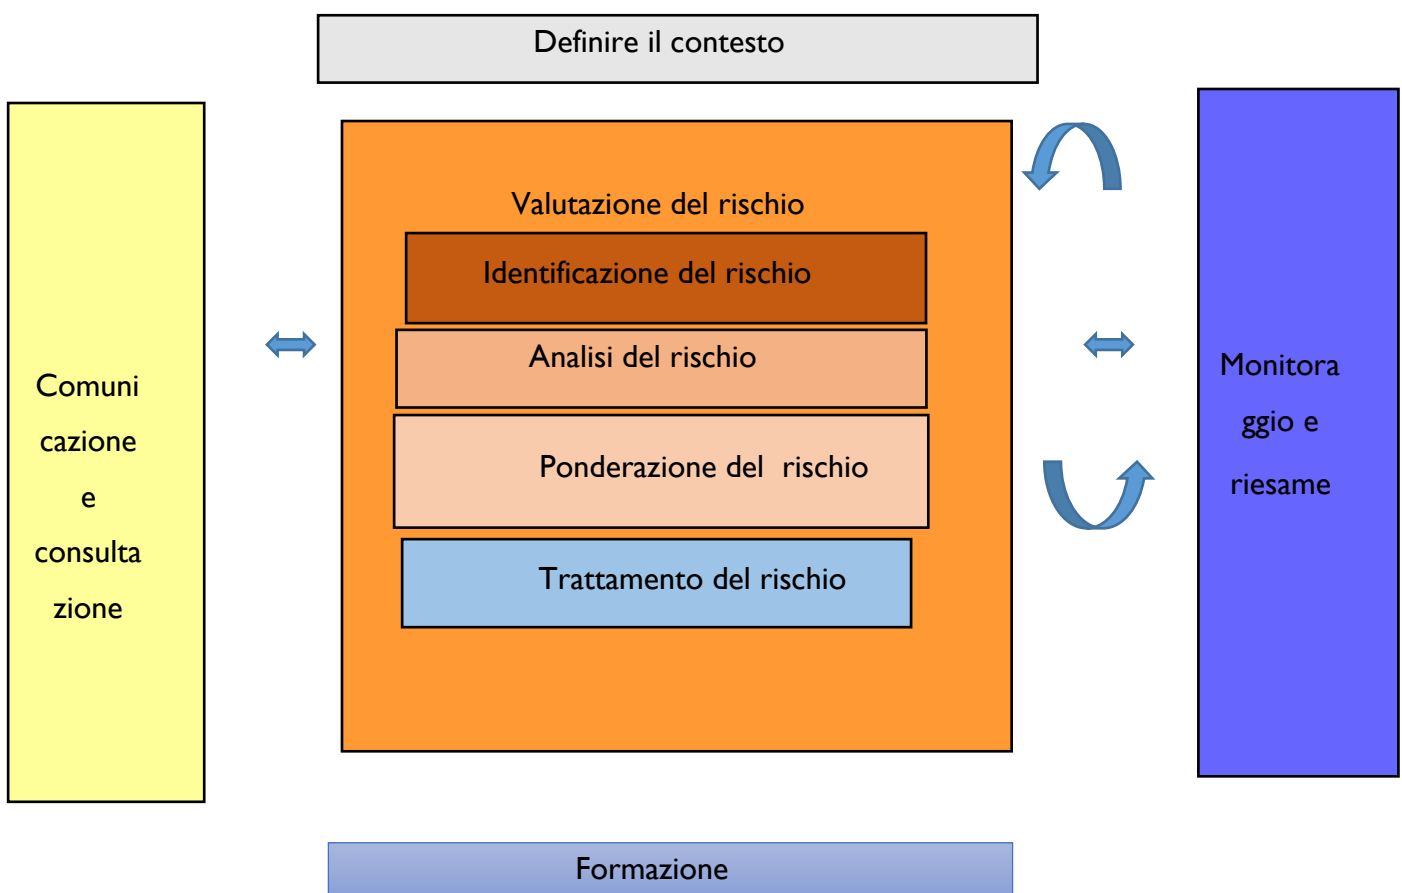 Definire il contesto
Comuni
cazione
e
consulta
zione
Valutazione del rischio
Identificazione del rischio
Analisi del rischio
Ponderazione del rischio
Trattamento del rischio
Monitora
ggio e
riesame
Formazione